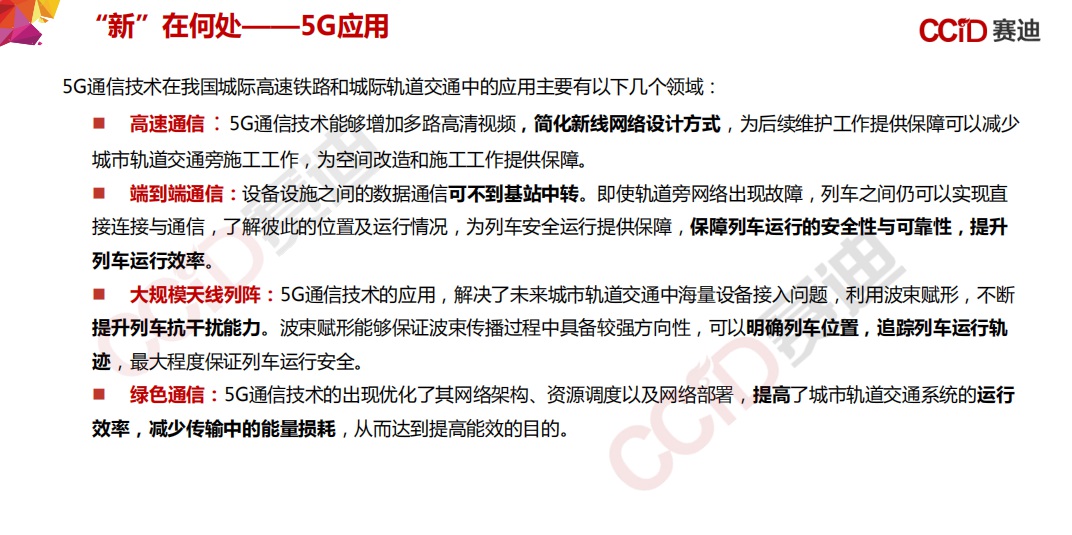 “新”在何处——5G应用
CCID 赛迪
5G通信技术在我国城际高速铁路和城际轨道交通中的应用主要有以下几个领域：
■ 高速通信：5G通信技术能够增加多路高清视频，简化新线网络设计方式，为后续维护工作提供保障可以减少
城市轨道交通旁施工工作，为空间改造和施工工作提供保障。
■ 端到端通信：设备设施之间的数据通信可不到基站中转。即使轨道旁网络出现故障，列车之间仍可以实现直
接连接与通信，了解彼此的位置及运行情况，为列车安全运行提供保障，保障列车运行的安全性与可靠性，提升
列车运行效率。
■ 大规模天线列阵：5G通信技术的应用，解决了未来城市轨道交通中海量设备接入问题，利用波束赋形，不断
提升列车抗干扰能力。波束赋形能够保证波束传播过程中具备较强方向性，可以明确列车位置，追踪列车运行轨
迹，最大程度保证列车运行安全。
■ 绿色通信：5G通信技术的出现优化了其网络架构、资源调度以及网络部署，提高了城市轨道交通系统的运行
效率，减少传输中的能量损耗，从而达到提高能效的目的。
CCID赛迪
CCID赛迪